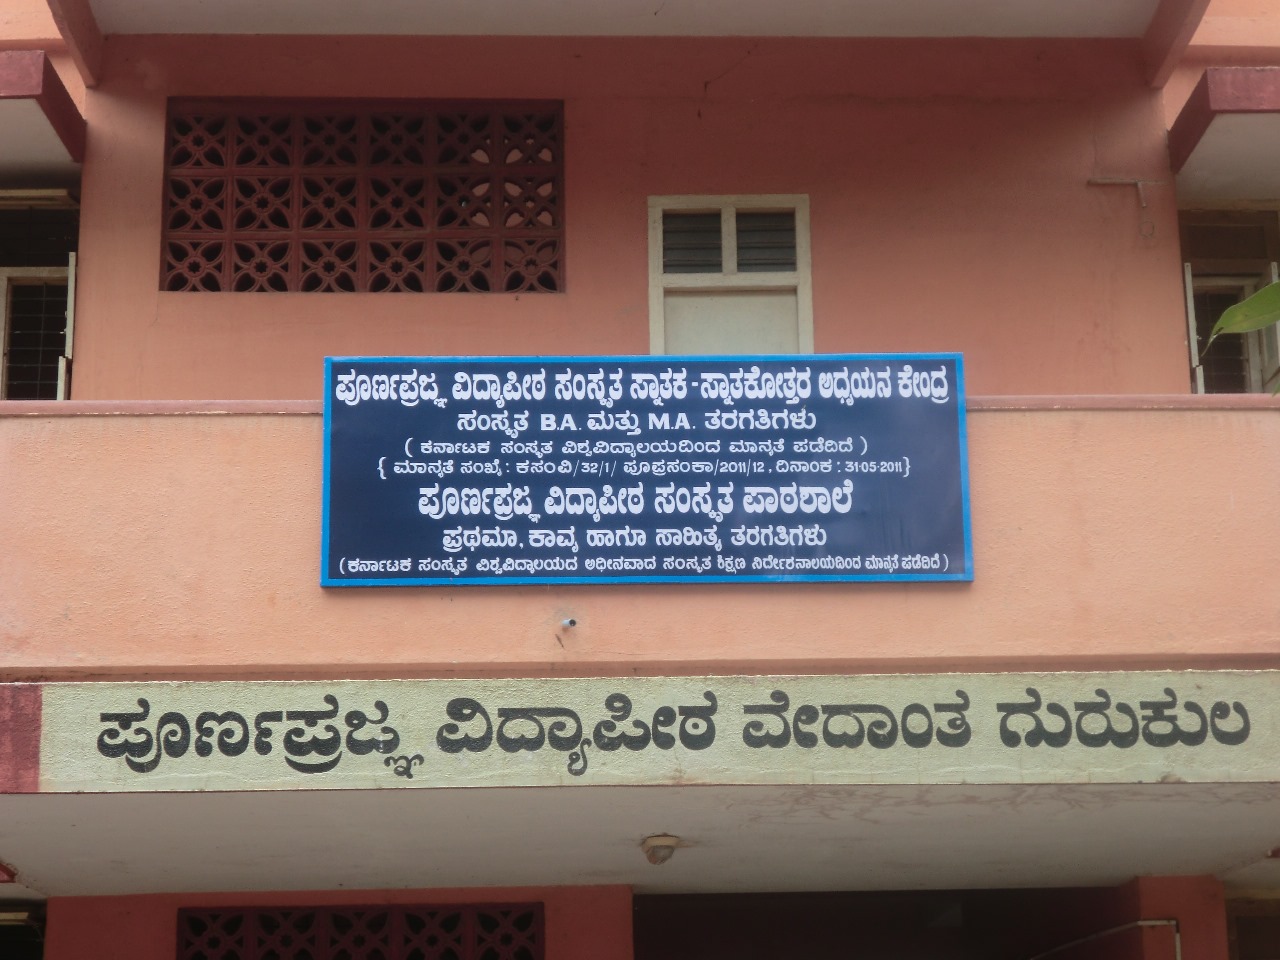 ಪೂರ್ಣಪ್ರಜ್ಞ ವಿದ್ಯಾಪೀಠ ಸಂಸ್ಕೃತ ಸ್ನಾತಕ - ಸ್ನಾತಕೋತ್ತರ ಅಧ್ಯಯನ ಕೇಂದ್ರ
ಸಂಸ್ಕೃತ B.A. ಮತ್ತು M.A. ತರಗತಿಗಳು
( ಕರ್ನಾಟಕ ಸಂಸ್ಕೃತ ವಿಶ್ವವಿದ್ಯಾಲಯದಿಂದ ಮಾನ್ಯತೆ ಪಡೆದಿದೆ )
{ ಮಾನ್ಯತೆ ಸಂಖ್ಯೆ : ಕಸಂವಿ/32/1/ ಪೂಪ್ರಸಂಕಾ/2011/12 , ದಿನಾಂಕ : 31-05-2011}
ಪೂರ್ಣಪ್ರಜ್ಞ ವಿದ್ಯಾಪೀಠ ಸಂಸ್ಕೃತ ಪಾಠಶಾಲೆ
ಪ್ರಥಮಾ, ಕಾವ್ಯ ಹಾಗೂ ಸಾಹಿತ್ಯ ತರಗತಿಗಳು
(ಕರ್ನಾಟಕ ಸಂಸ್ಕೃತ ವಿಶ್ವವಿದ್ಯಾಲಯದ ಅಧೀನವಾದ ಸಂಸ್ಕೃತ ಶಿಕ್ಷಣ ನಿರ್ದೇಶನಾಲಯದಿಂದ ಮಾನ್ಯತೆ ಪಡೆದಿದೆ )
ಪೂರ್ಣಪ್ರಜ್ಞ ವಿದ್ಯಾಪೀಠ ವೇದಾಂತ ಗುರುಕುಲ